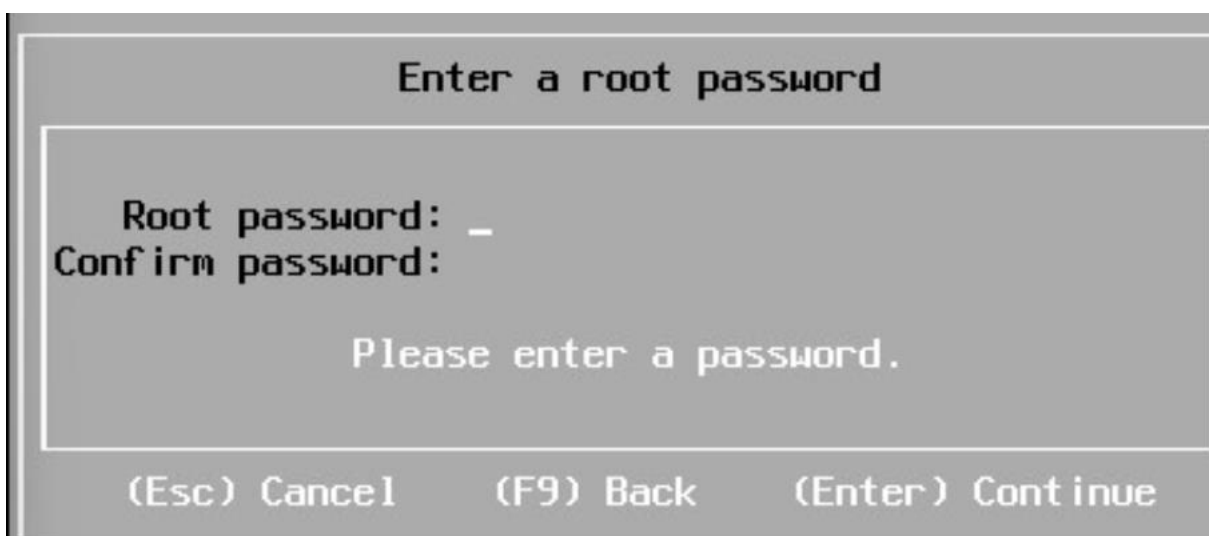 Enter a root password
Root password: _
Confirm password:
Please enter a password.
(Esc) Cancel (F9) Back (Enter) Continue